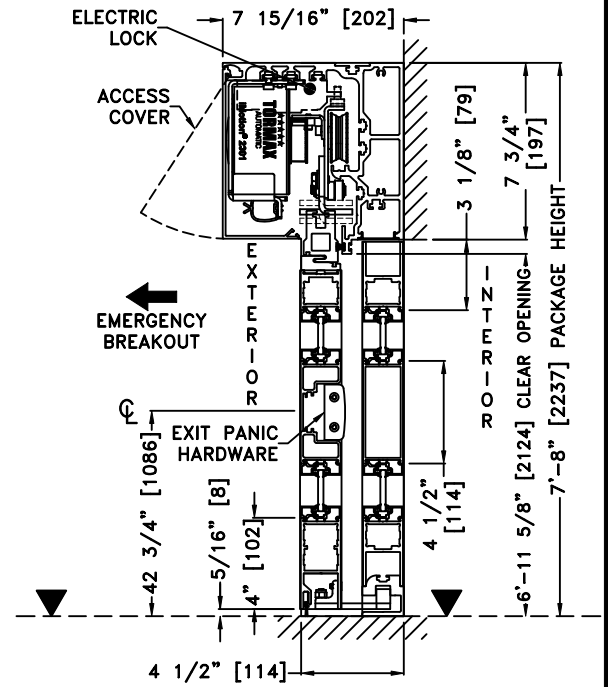 ELECTRIC
LOCK
7 15/16" [202]
ACCESS
COVER
iMotion® 2301
TORMAX
AUTOMATIC
3 1/8" [79]
7 3/4"
[197]
EXTERIOR
INTERIOR
EMERGENCY
BREAKOUT
6'-11 5/8" [2124] CLEAR OPENING
7'-8" [2237] PACKAGE HEIGHT
℄
EXIT PANIC
HARDWARE
42 3/4" [1086]
5/16" [8]
4" [102]
4 1/2"
[114]
4 1/2" [114]